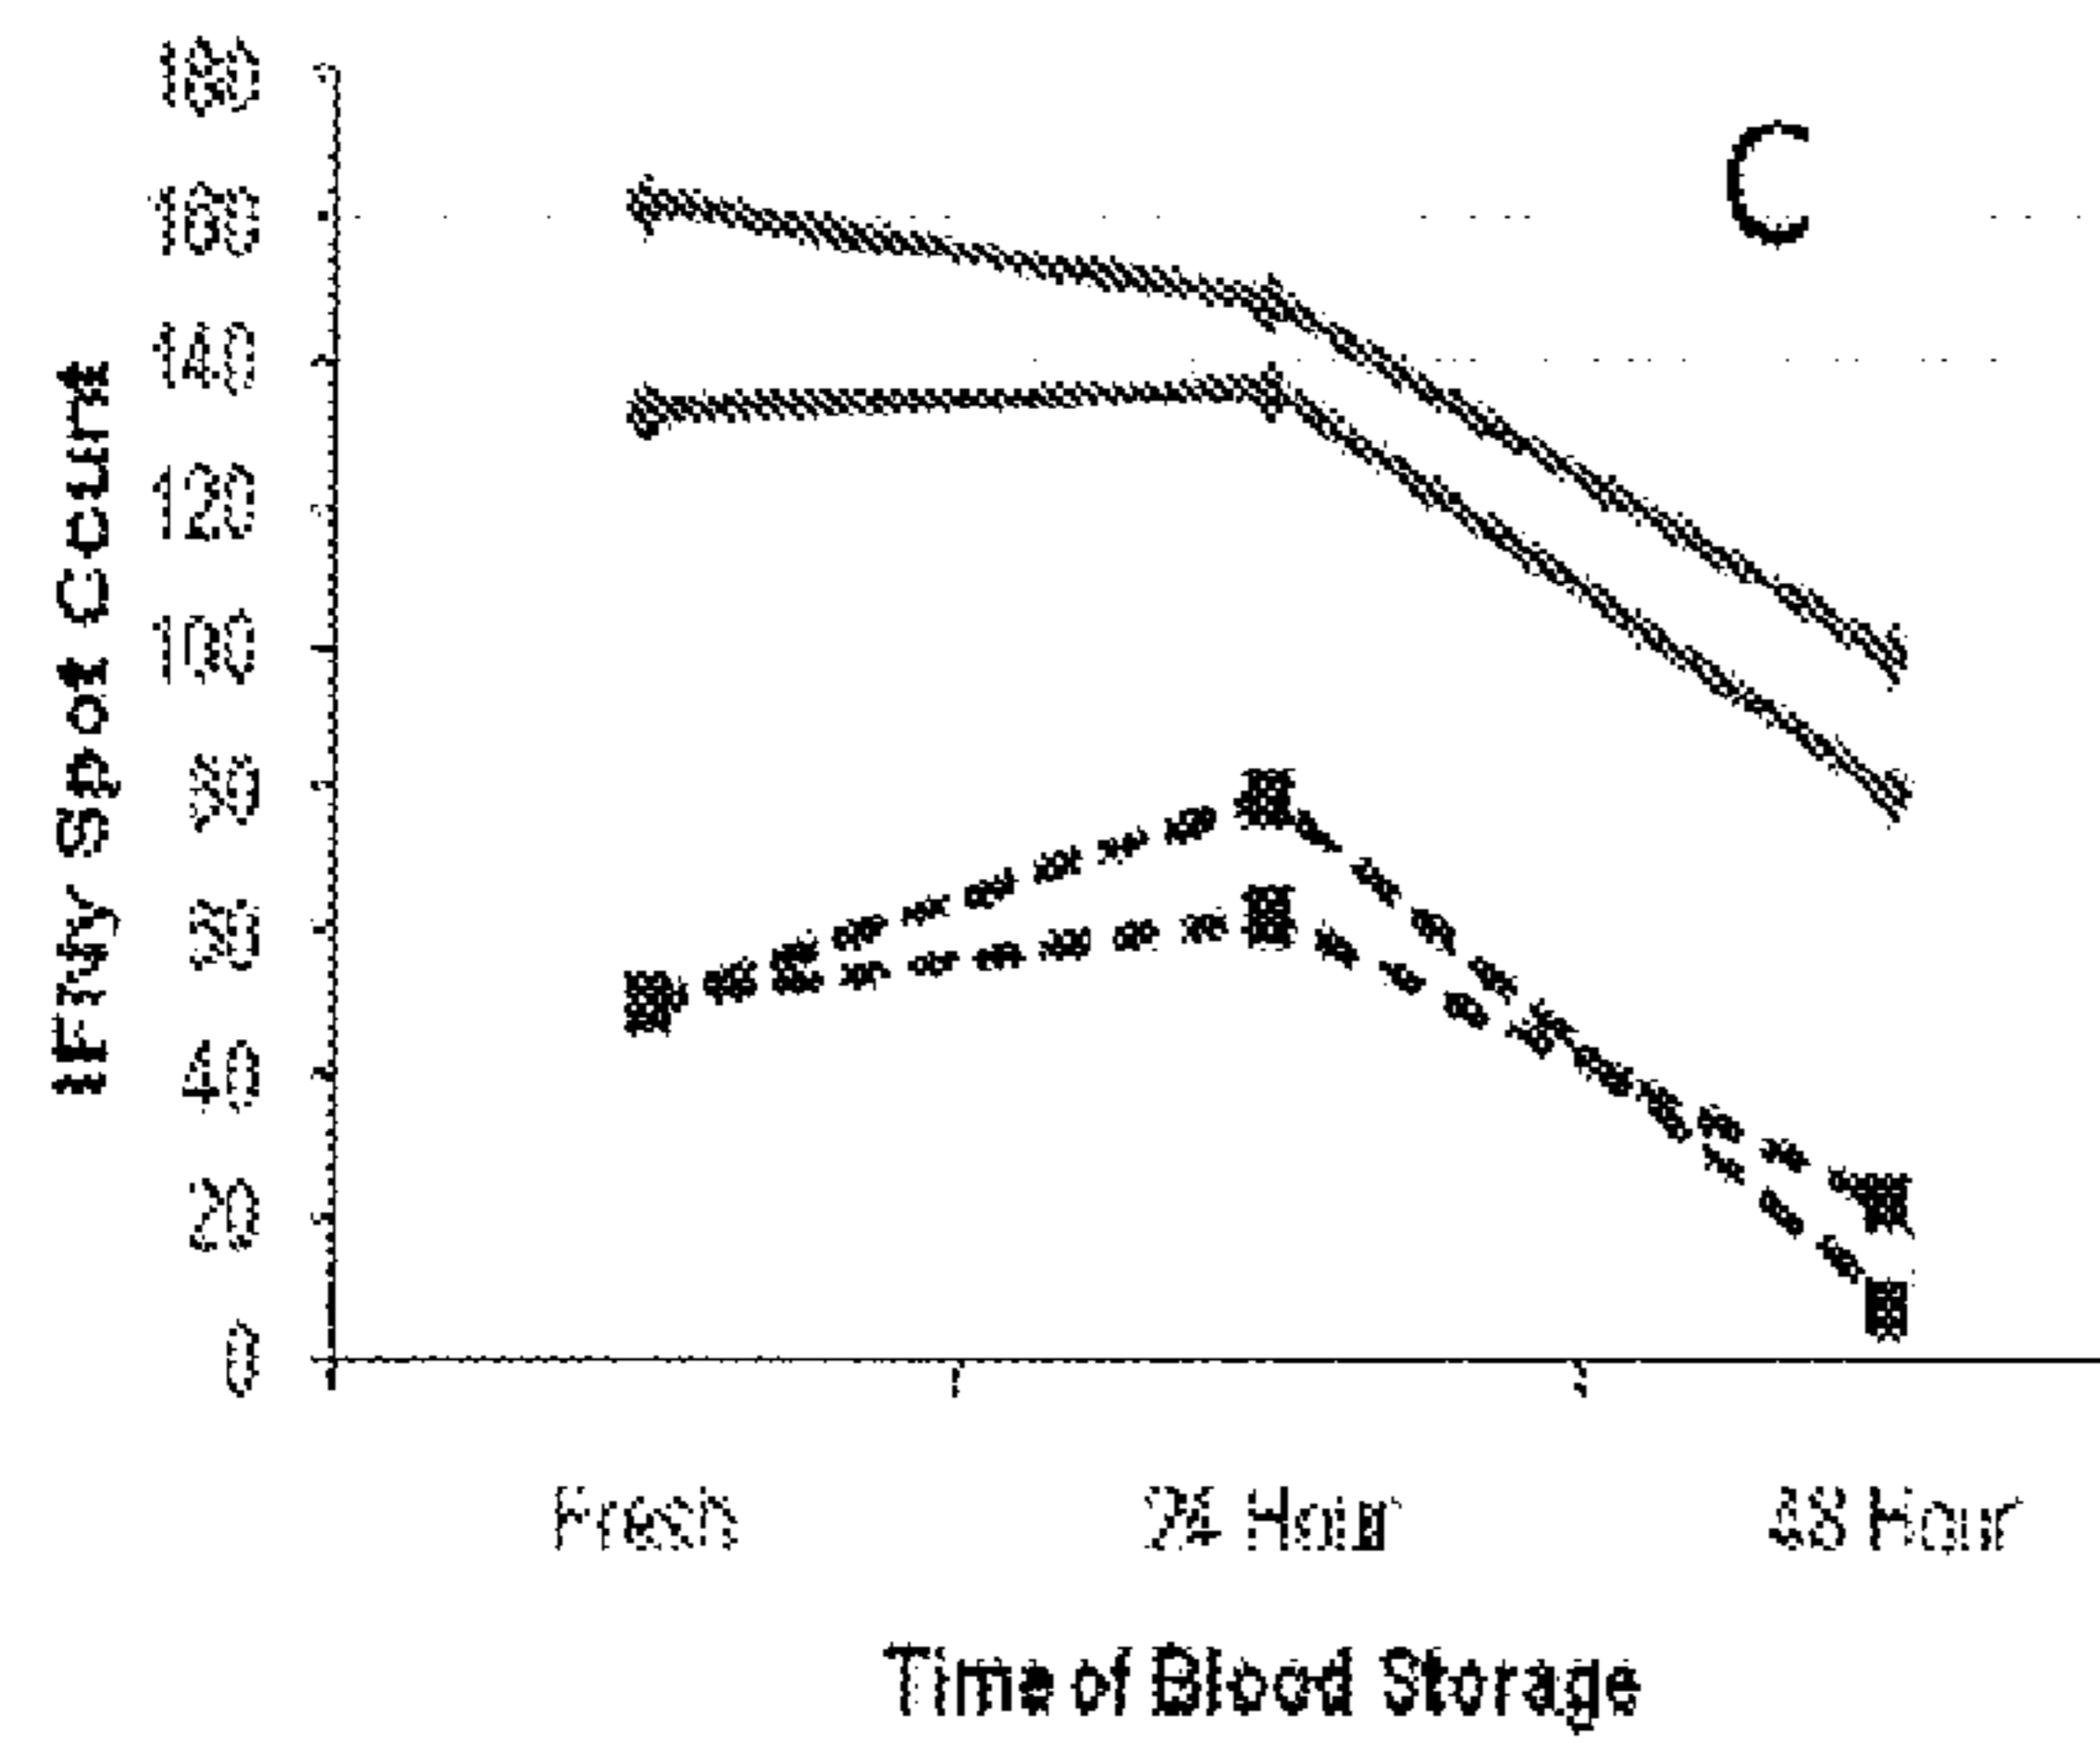 180
160
C
140
120
100
80
60
40
20
0
IFNγ Spot Count
Fresh 24 Hour 48 Hour
Time of Blood Storage